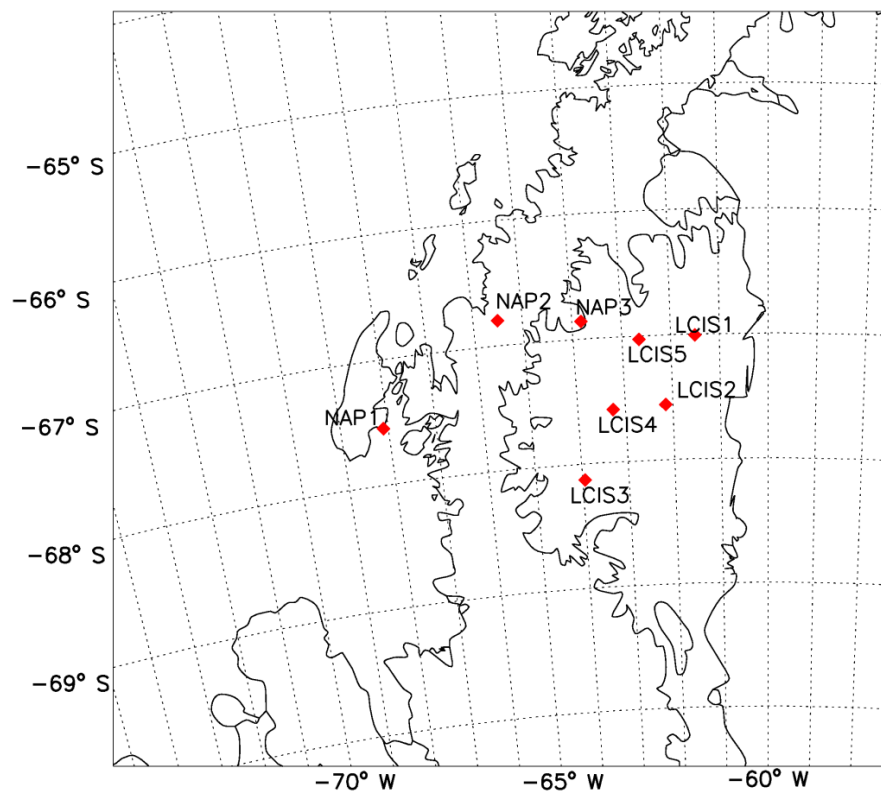 -65° S
-66° S
NAP2
NAP3
LCIS1
LCIS5
LCIS2
NAP1
LCIS4
-67° S
LCIS3
-68° S
-69° S
-70° W
-65° W
-60° W